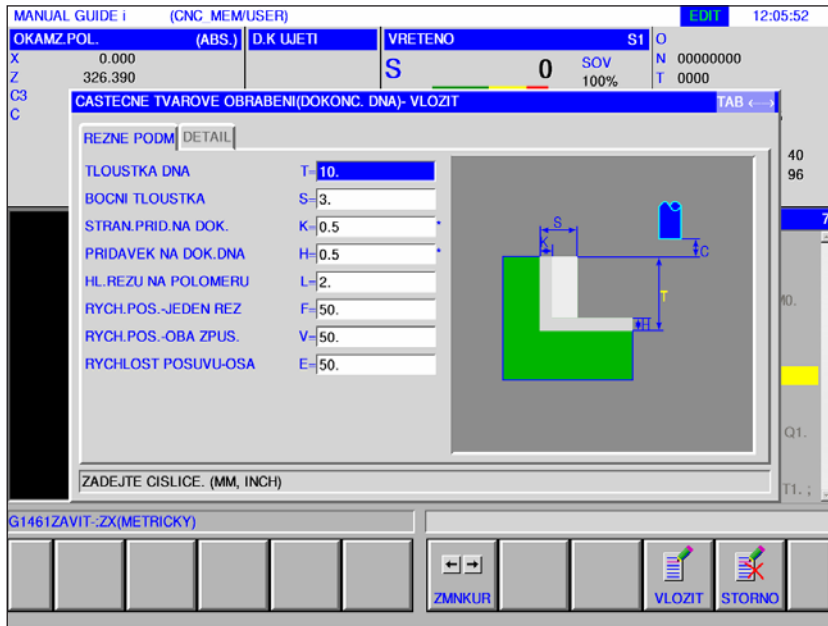 MANUAL GUIDE i (CNC_MEM/USER) EDIT 12:05:52
OKAMZ.POL. (ABS.) D.K UJETI VRETENO S1 O
X 0.000
Z 326.390
C3
C
S 0 SOV 100%
N 00000000
T 0000
CASTECNE TVAROVE OBRABENI(DOKONC. DNA)- VLOZIT TAB ←→
REZNE PODM DETAIL
TLOUSTKA DNA T= 10.
BOCNI TLOUSTKA S= 3.
STRAN.PRID.NA DOK. K= 0.5 *
PRIDAVEK NA DOK.DNA H= 0.5 *
HL.REZU NA POLOMERU L= 2.
RYCH.POS.-JEDEN REZ F= 50.
RYCH.POS.-OBA ZPUS. V= 50.
RYCHLOST POSUVU-OSA E= 50.
S
K
C
T
H
40
96
7
M0.
Q1.
T1. ;
ZADEJTE CISLICE. (MM, INCH)
G1461ZAVIT-:ZX(METRICKY)
← →
ZMNKUR VLOZIT STORNO